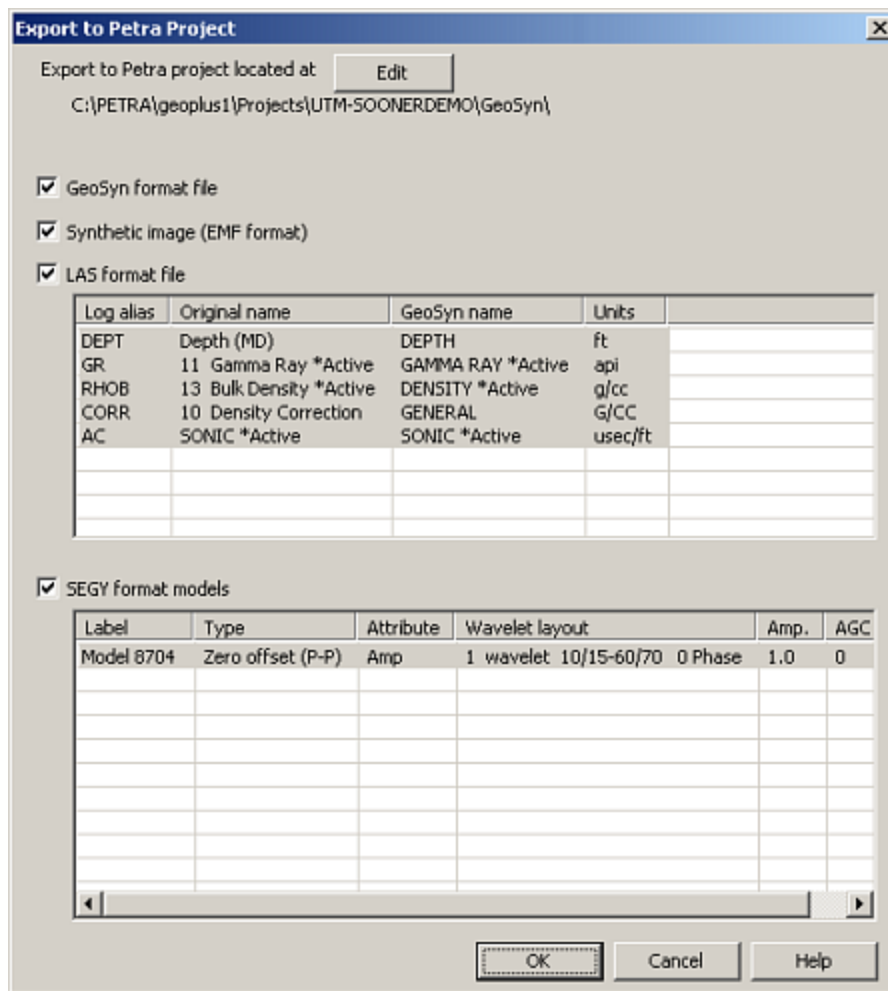 Export to Petra Project
Export to Petra project located at Edit
C:\PETRA\geoplus1\Projects\UTM-SOONERDEMO\GeoSyn\
GeoSyn format file
Synthetic image (EMF format)
LAS format file
Log alias Original name GeoSyn name Units
DEPT Depth (MD) DEPTH ft
GR 11 Gamma Ray *Active GAMMA RAY *Active api
RHOB 13 Bulk Density *Active DENSITY *Active g/cc
CORR 10 Density Correction GENERAL G/CC
AC SONIC *Active SONIC *Active usec/ft
SEGY format models
Label Type Attribute Wavelet layout Amp. AGC
Model 8704 Zero offset (P-P) Amp 1 wavelet 10/15-60/70 0 Phase 1.0 0
OK Cancel Help